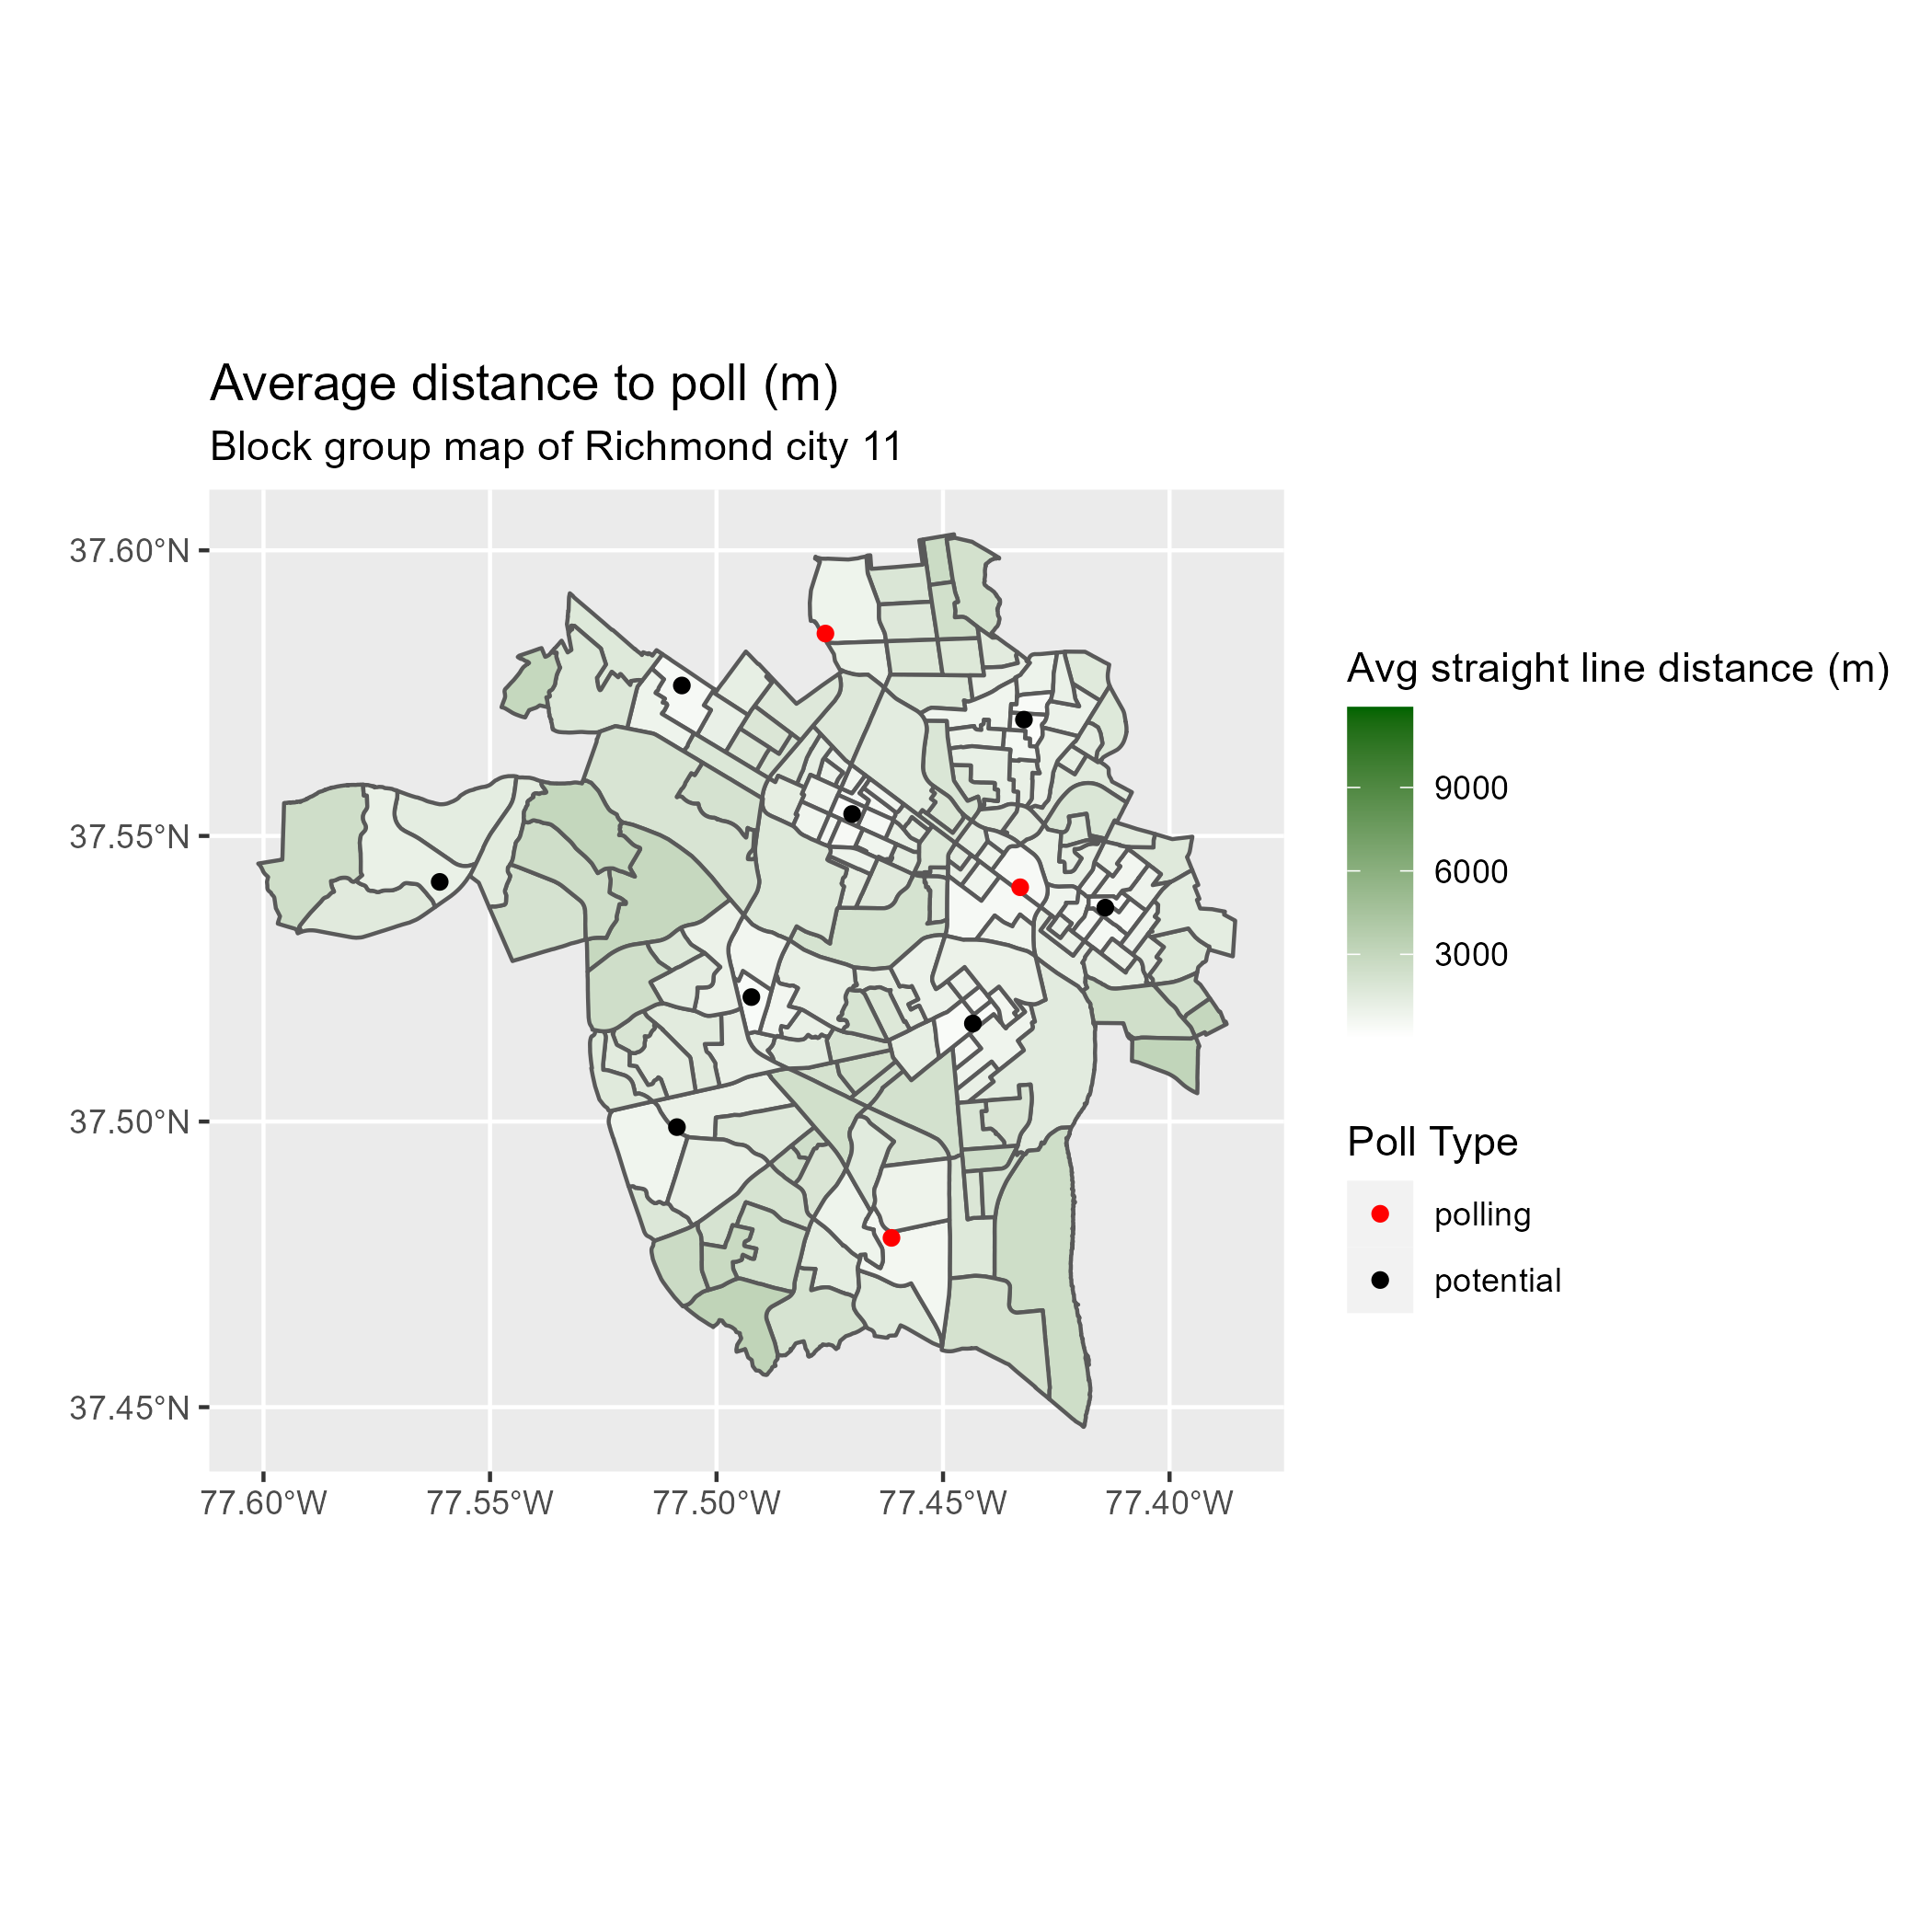 Average distance to poll (m)
Block group map of Richmond city 11
37.60°N
37.55°N
37.50°N
37.45°N
77.60°W
77.55°W
77.50°W
77.45°W
77.40°W
Avg straight line distance (m)
9000
6000
3000
Poll Type
polling
potential